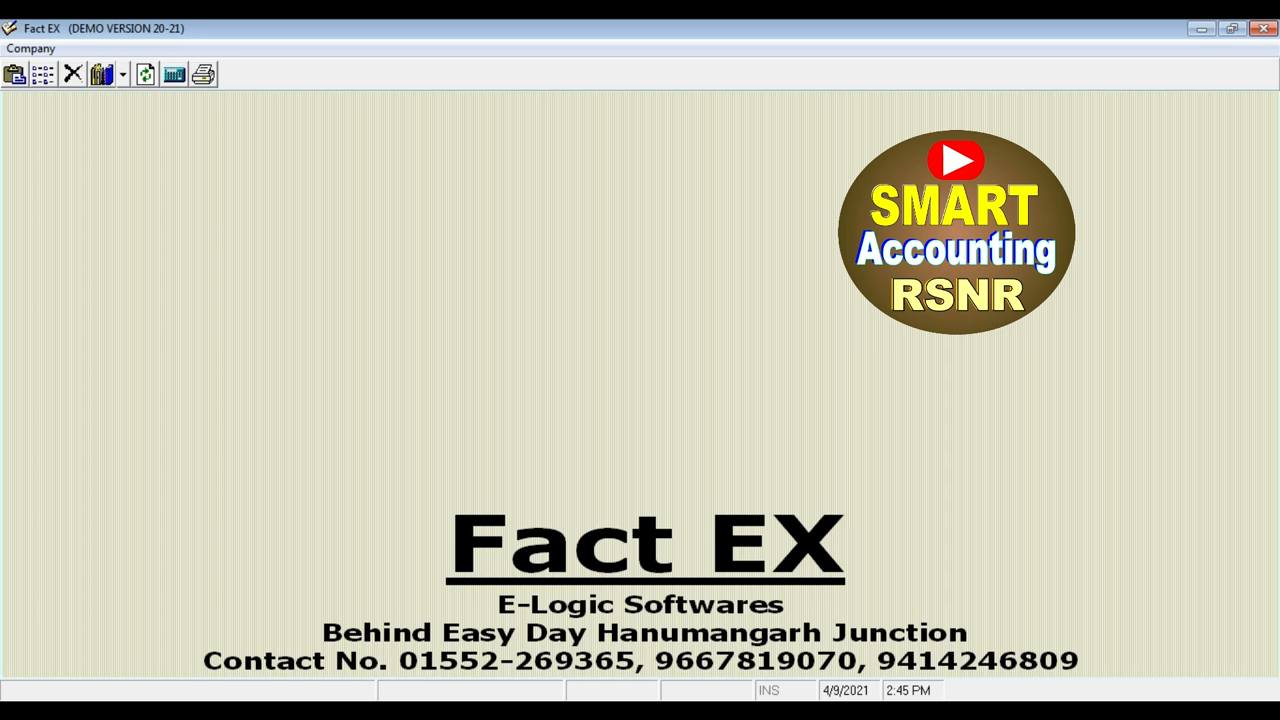 Fact EX (DEMO VERSION 20-21)
Company
SMART
Accounting
RSNR
Fact EX
E-Logic Softwares
Behind Easy Day Hanumangarh Junction
Contact No. 01552-269365, 9667819070, 9414246809
INS 4/9/2021 2:45 PM